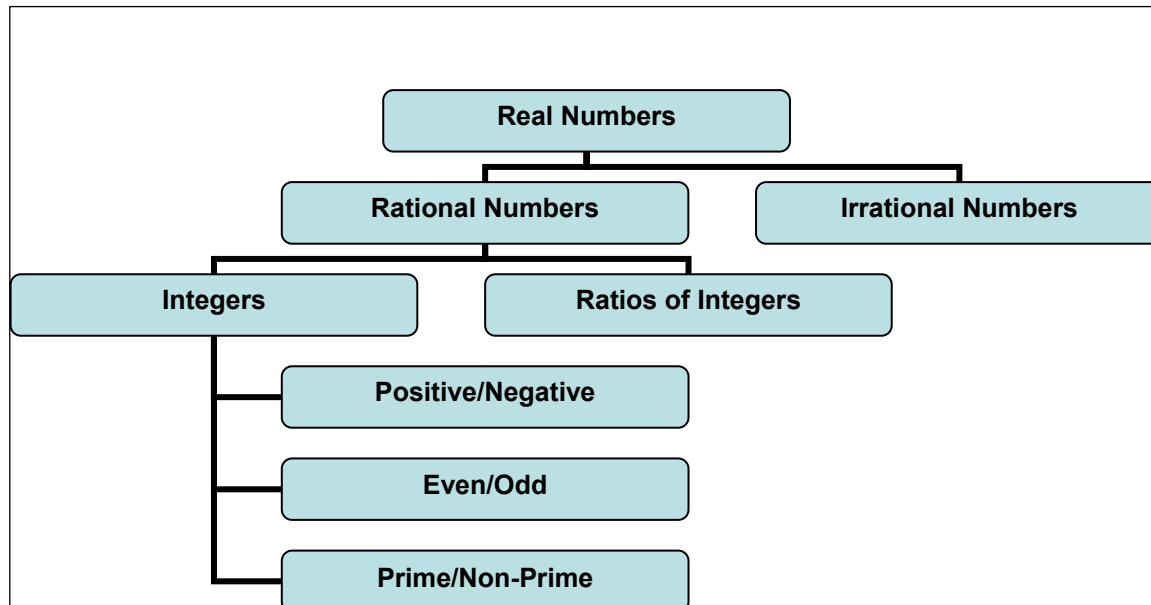 Real Numbers
Rational Numbers
Irrational Numbers
Integers
Ratios of Integers
Positive/Negative
Even/Odd
Prime/Non-Prime